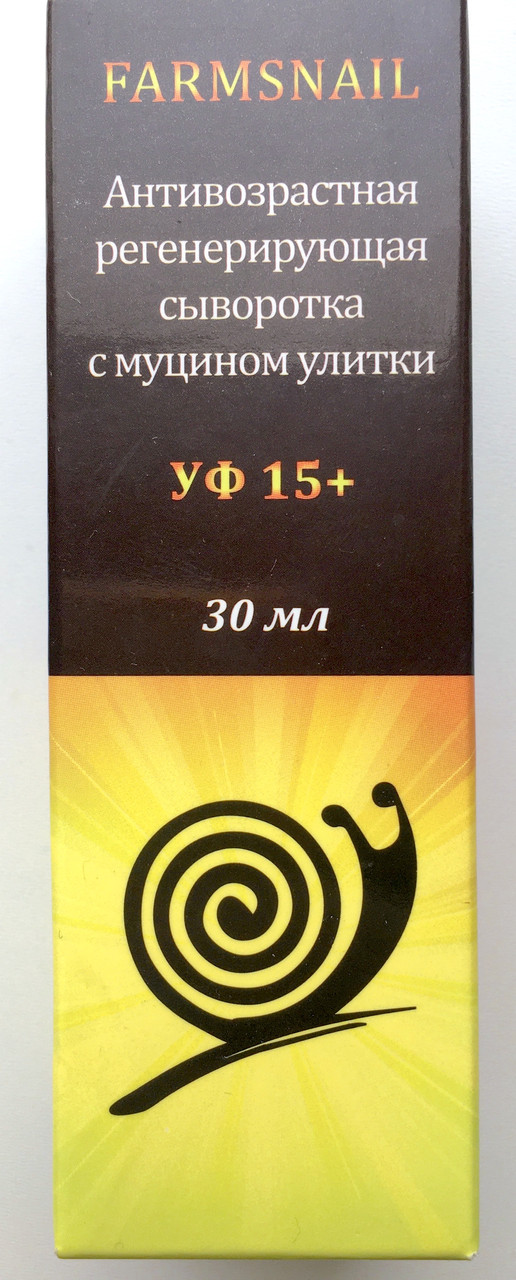 FARMSNAIL
Антивозрастная
регенерирующая
сыворотка
с муцином улитки
УФ 15+
30 мл